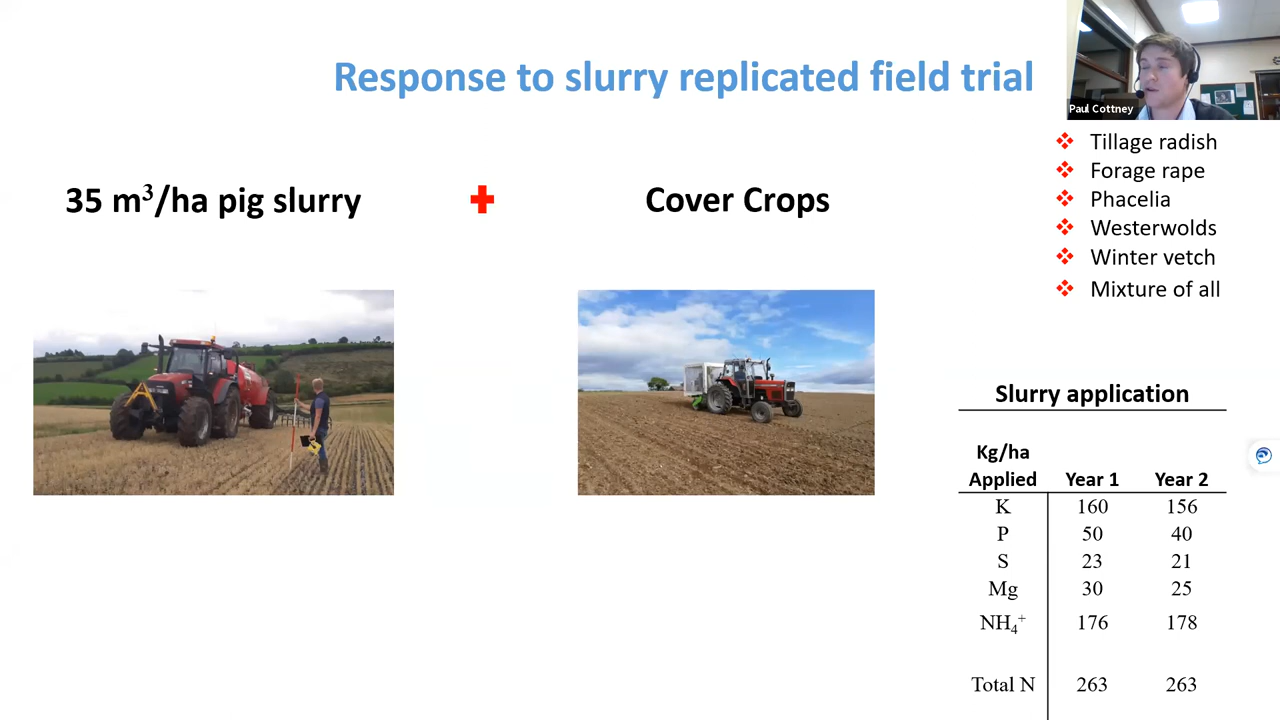 Response to slurry replicated field trial
Paul Cottney
❖ Tillage radish
❖ Forage rape
❖ Phacelia
❖ Westerwolds
❖ Winter vetch
❖ Mixture of all
35 m³/ha pig slurry + Cover Crops
Slurry application
Kg/ha
Applied Year 1 Year 2
K 160 156
P 50 40
S 23 21
Mg 30 25
NH₄⁺ 176 178
Total N 263 263